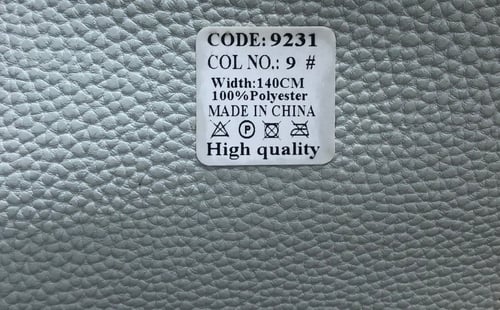 CODE: 9231
COL NO.: 9 #
Width:140CM
100%Polyester
MADE IN CHINA
P
High quality